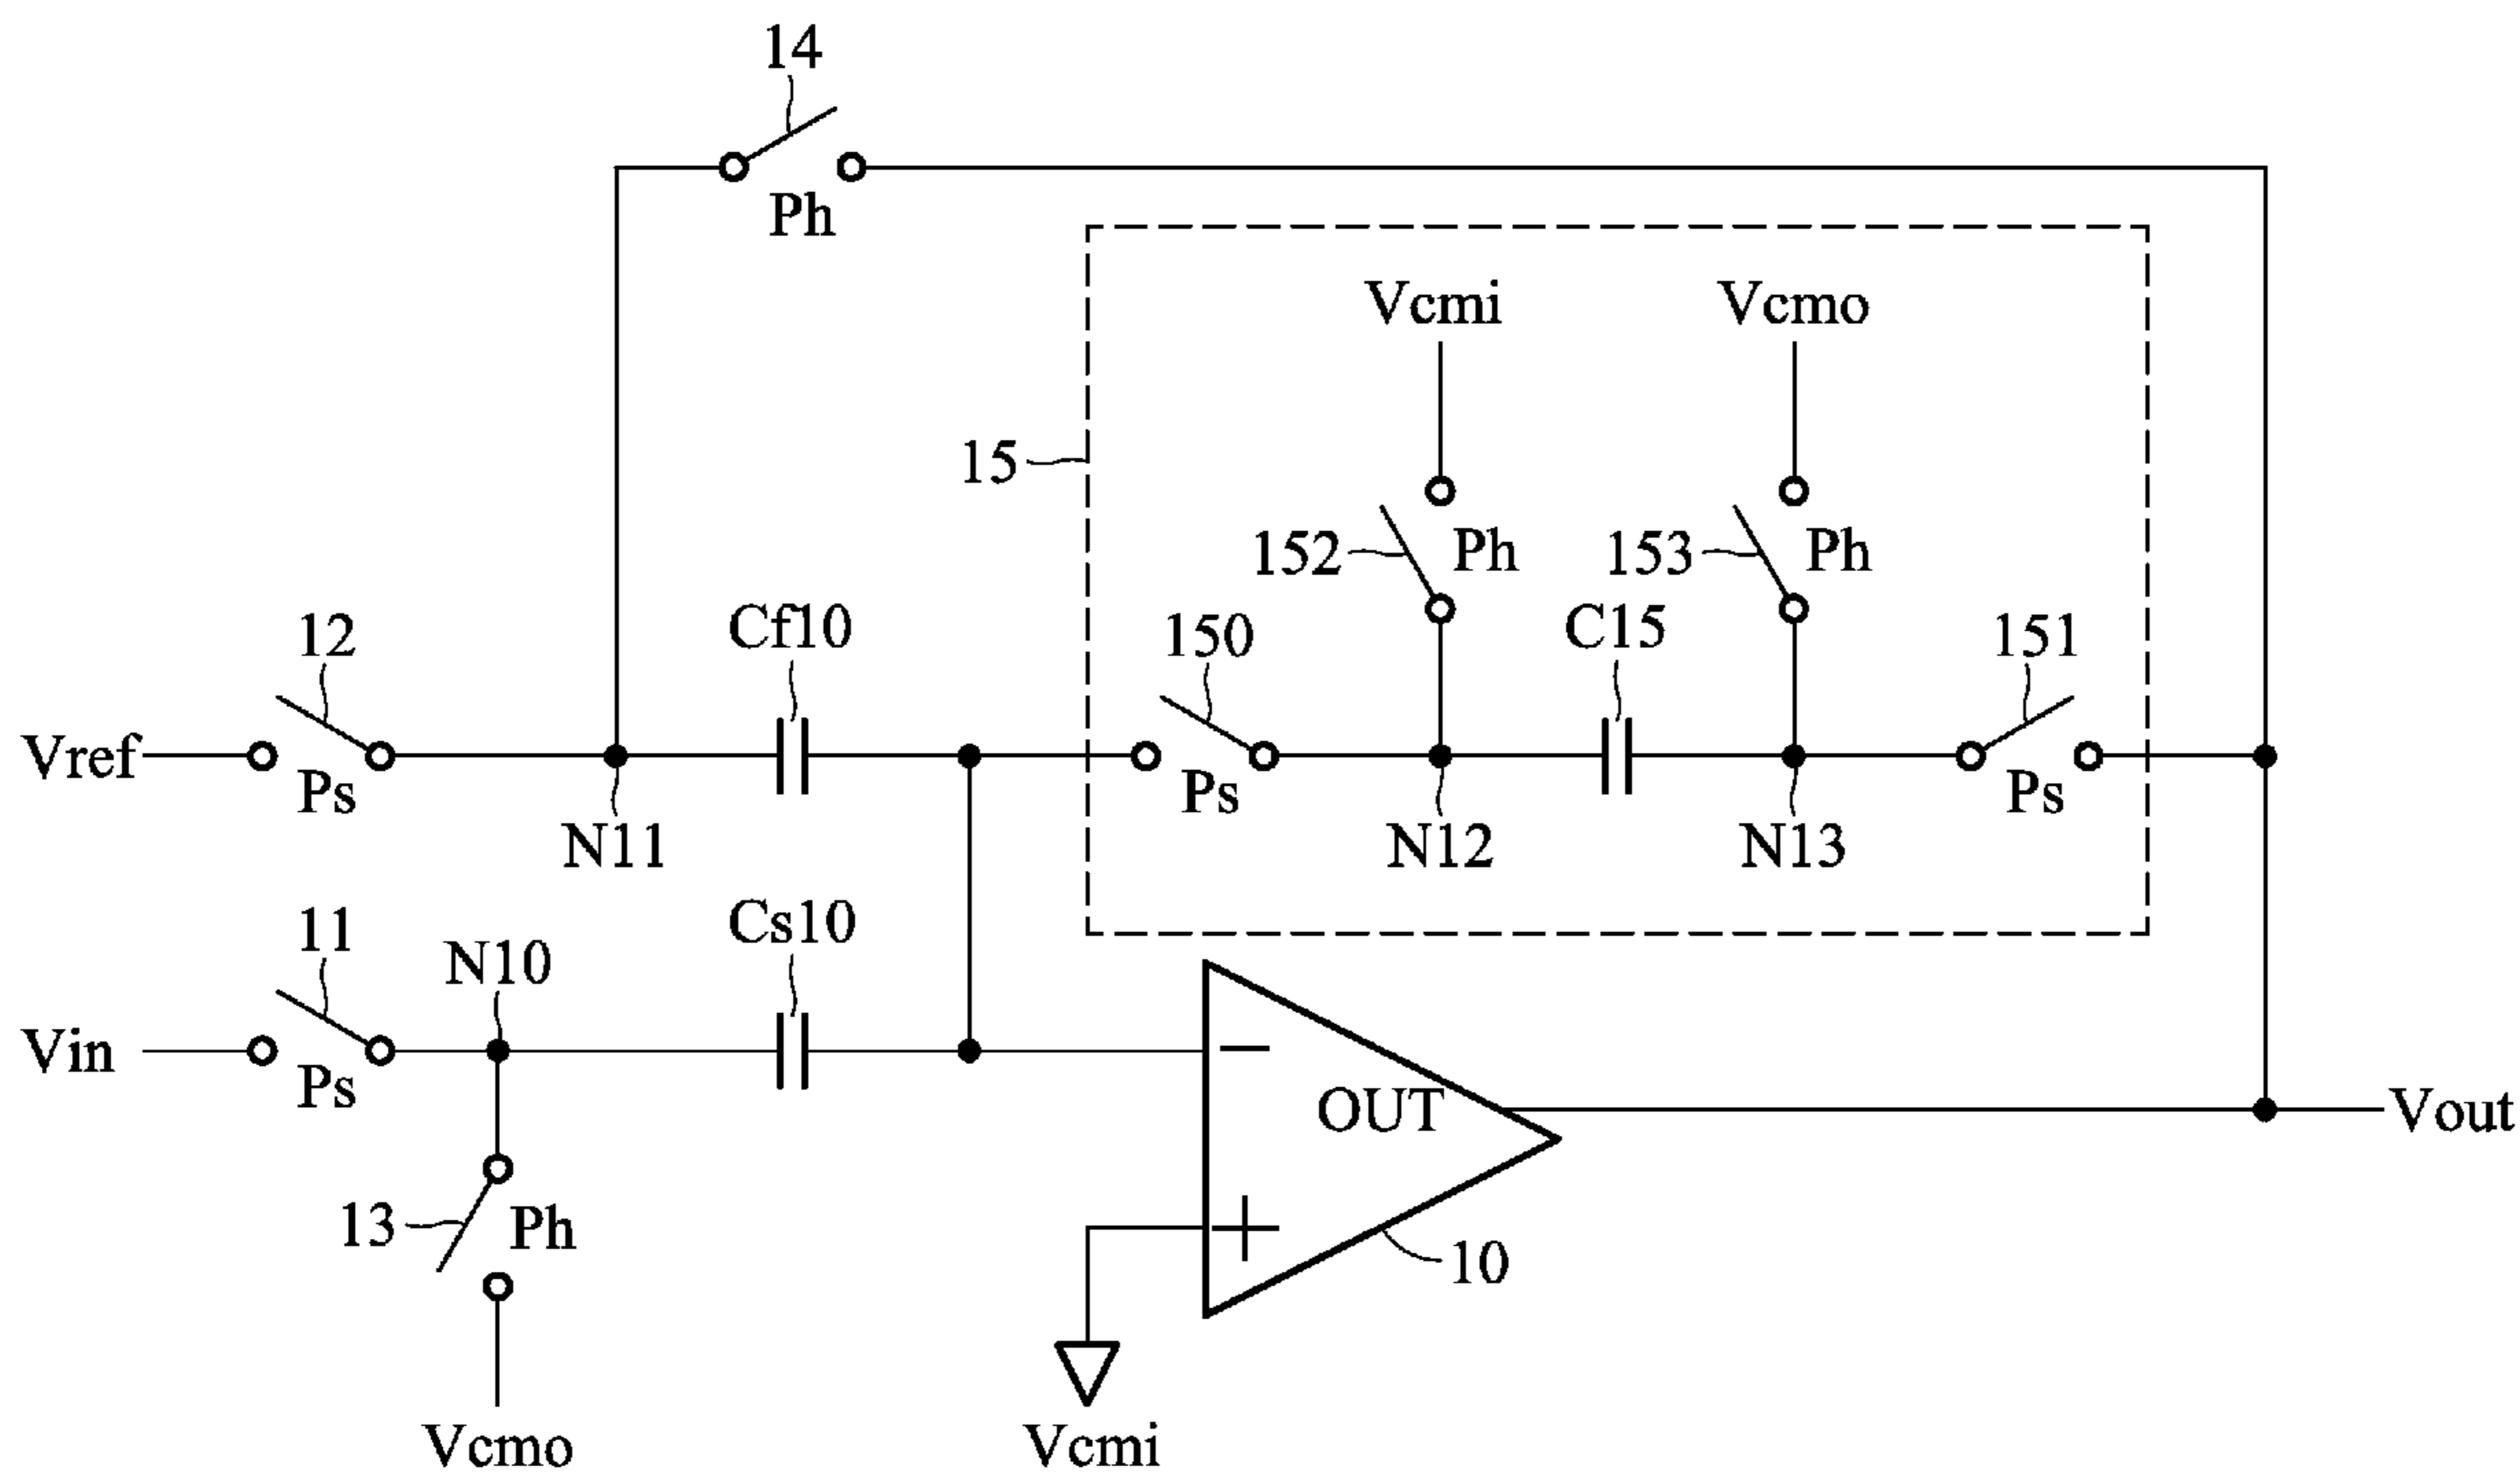 14
Ph
Vcmi
Vcmo
15
152
Ph
153
Ph
12
Cf10
150
C15
151
Vref
Ps
Ps
Ps
N11
N12
N13
11
N10
Cs10
Vin
Ps
OUT
Vout
13
Ph
10
Vcmo
Vcmi